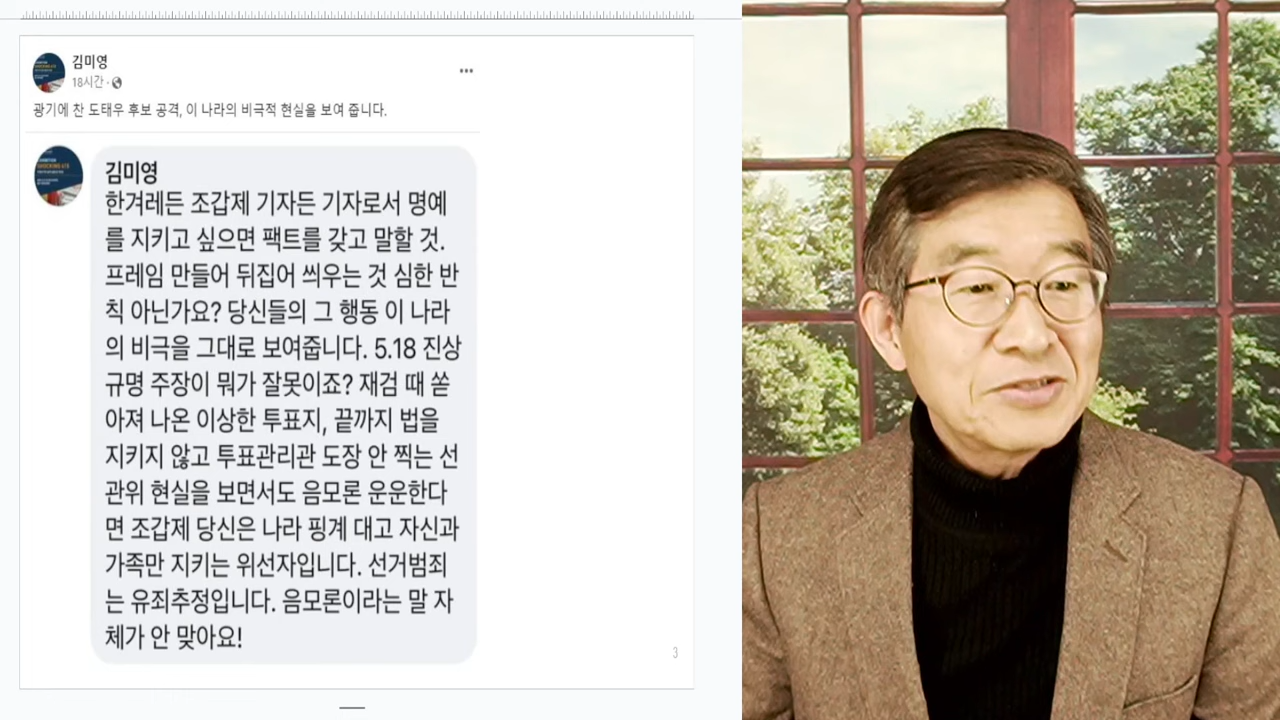 김미영
18시간
광기에 찬 도태우 후보 공격, 이 나라의 비극적 현실을 보여 줍니다.
김미영
한겨레든 조갑제 기자든 기자로서 명예
를 지키고 싶으면 팩트를 갖고 말할 것.
프레임 만들어 뒤집어 씌우는 것 심한 반
칙 아닌가요? 당신들의 그 행동 이 나라
의 비극을 그대로 보여줍니다. 5.18 진상
규명 주장이 뭐가 잘못이죠? 재검 때 쏟
아져 나온 이상한 투표지, 끝까지 법을
지키지 않고 투표관리관 도장 안 찍는 선
관위 현실을 보면서도 음모론 운운한다
면 조갑제 당신은 나라 핑계 대고 자신과
가족만 지키는 위선자입니다. 선거범죄
는 유죄추정입니다. 음모론이라는 말 자
체가 안 맞아요!
3